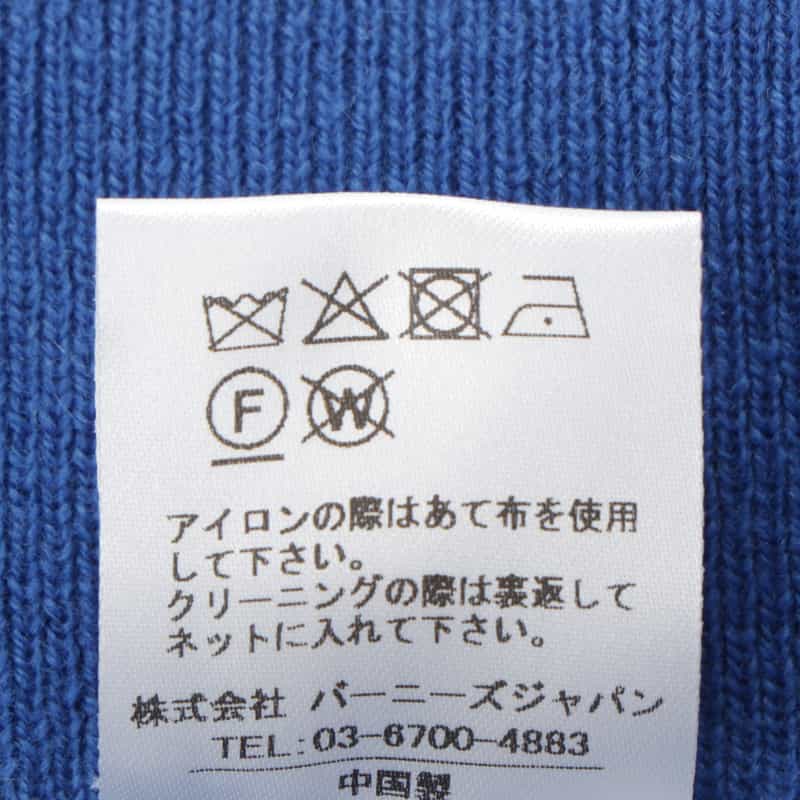 F W
アイロンの際はあて布を使用
して下さい。
クリーニングの際は裏返して
ネットに入れて下さい。
株式会社 バーニーズジャパン
TEL:03-6700-4883
中国製